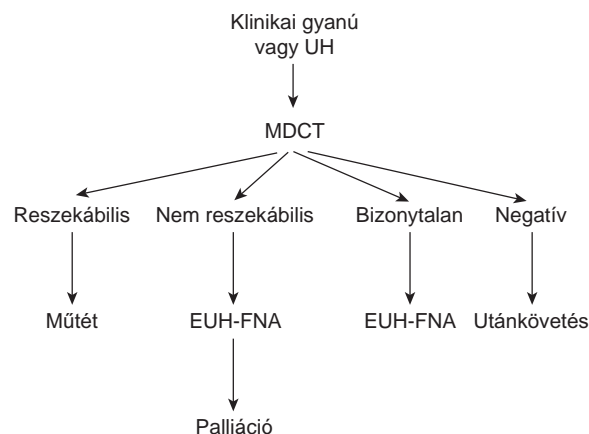 Klinikai gyanú
vagy UH
MDCT
Reszekábilis
Nem reszekábilis
Bizonytalan
Negatív
Műtét
EUH-FNA
EUH-FNA
Utánkövetés
Palliáció